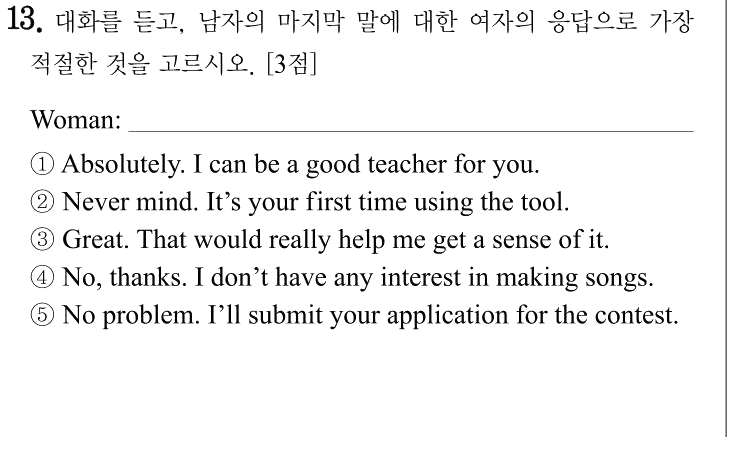 13. 대화를 듣고, 남자의 마지막 말에 대한 여자의 응답으로 가장
적절한 것을 고르시오. [3점]
Woman:
① Absolutely. I can be a good teacher for you.
② Never mind. It’s your first time using the tool.
③ Great. That would really help me get a sense of it.
④ No, thanks. I don’t have any interest in making songs.
⑤ No problem. I’ll submit your application for the contest.